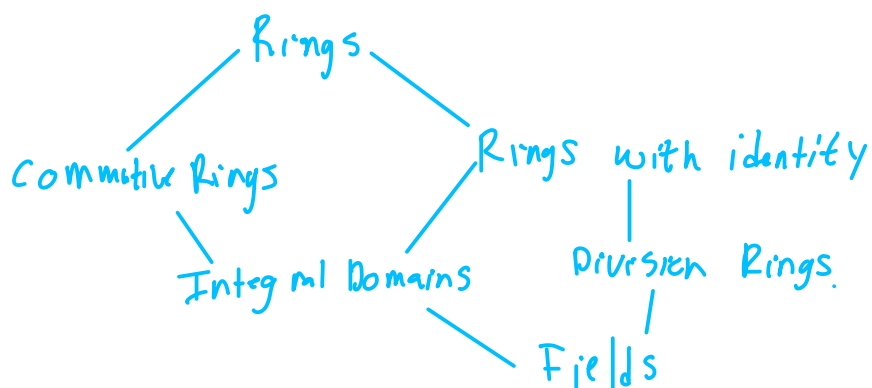 Rings
Rings with identity
Commutive Rings
Division Rings.
Integral Domains
Fields